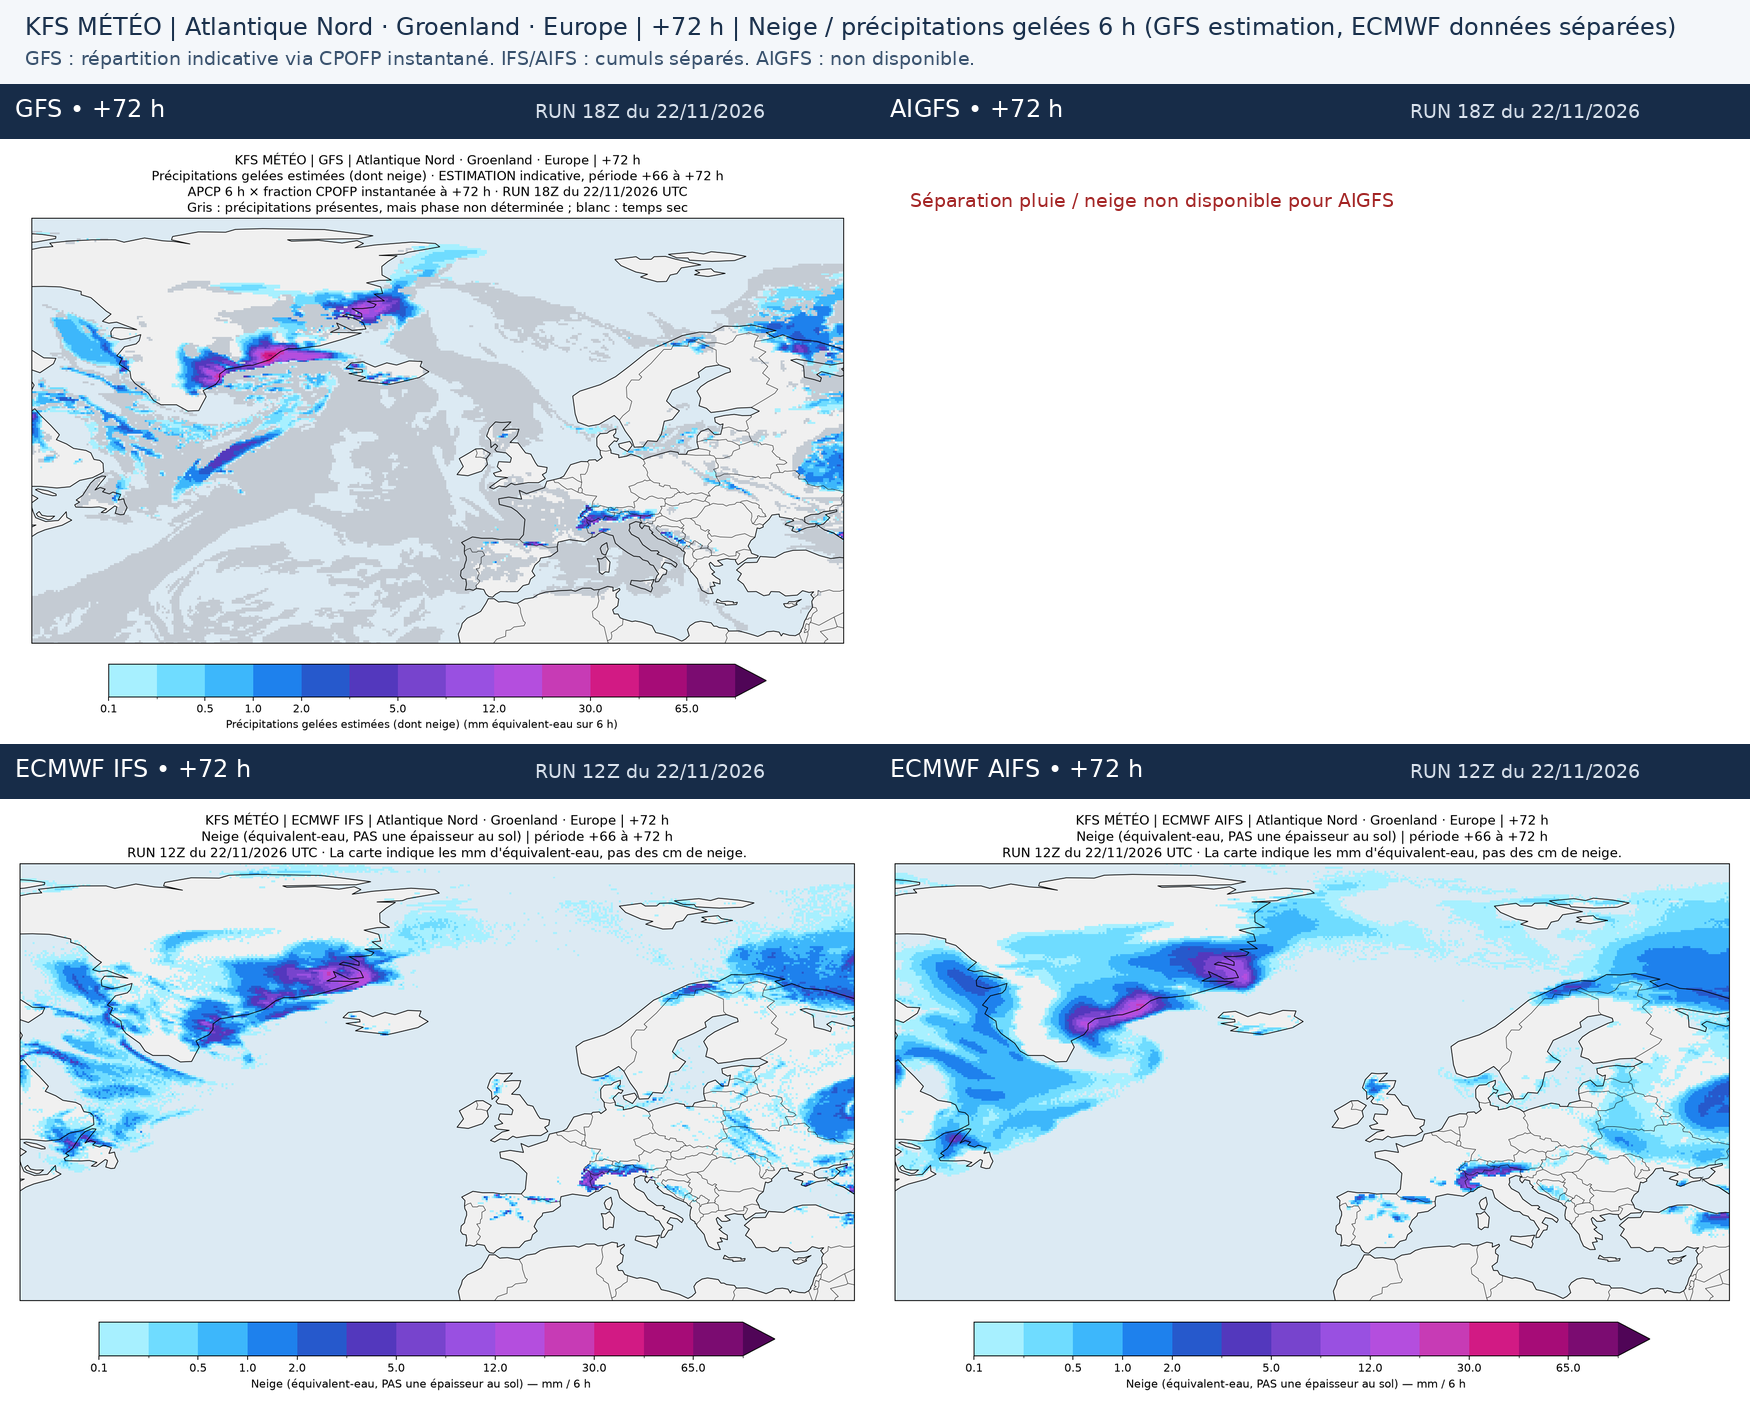 KFS MÉTÉO | Atlantique Nord · Groenland · Europe | +72 h | Neige / précipitations gelées 6 h (GFS estimation, ECMWF données séparées)
GFS : répartition indicative via CPOFP instantané. IFS/AIFS : cumuls séparés. AIGFS : non disponible.
GFS • +72 h
RUN 18Z du 22/11/2026
AIGFS • +72 h
RUN 18Z du 22/11/2026
KFS MÉTÉO | GFS | Atlantique Nord · Groenland · Europe | +72 h
Précipitations gelées estimées (dont neige) · ESTIMATION indicative, période +66 à +72 h
APCP 6 h × fraction CPOFP instantanée à +72 h · RUN 18Z du 22/11/2026 UTC
Gris : précipitations présentes, mais phase non déterminée ; blanc : temps sec
Séparation pluie / neige non disponible pour AIGFS
0.1 0.5 1.0 2.0 5.0 12.0 30.0 65.0
Précipitations gelées estimées (dont neige) (mm équivalent-eau sur 6 h)
ECMWF IFS • +72 h
RUN 12Z du 22/11/2026
ECMWF AIFS • +72 h
RUN 12Z du 22/11/2026
KFS MÉTÉO | ECMWF IFS | Atlantique Nord · Groenland · Europe | +72 h
Neige (équivalent-eau, PAS une épaisseur au sol) | période +66 à +72 h
RUN 12Z du 22/11/2026 UTC · La carte indique les mm d'équivalent-eau, pas des cm de neige.
KFS MÉTÉO | ECMWF AIFS | Atlantique Nord · Groenland · Europe | +72 h
Neige (équivalent-eau, PAS une épaisseur au sol) | période +66 à +72 h
RUN 12Z du 22/11/2026 UTC · La carte indique les mm d'équivalent-eau, pas des cm de neige.
0.1 0.5 1.0 2.0 5.0 12.0 30.0 65.0
Neige (équivalent-eau, PAS une épaisseur au sol) — mm / 6 h
0.1 0.5 1.0 2.0 5.0 12.0 30.0 65.0
Neige (équivalent-eau, PAS une épaisseur au sol) — mm / 6 h